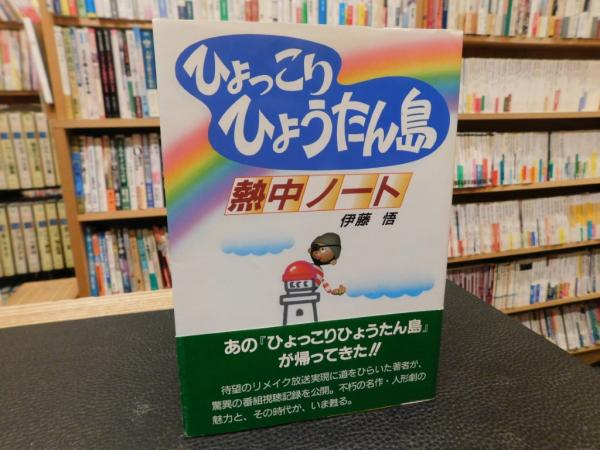 ひょっこり
ひょうたん島
熱中ノート
伊藤 悟
あの『ひょっこりひょうたん島』
が帰ってきた!!
待望のリメイク放送実現に道をひらいた著者が、
驚異の番組視聴記録を公開。不朽の名作・人形劇の
魅力と、その時代が、いま甦る。